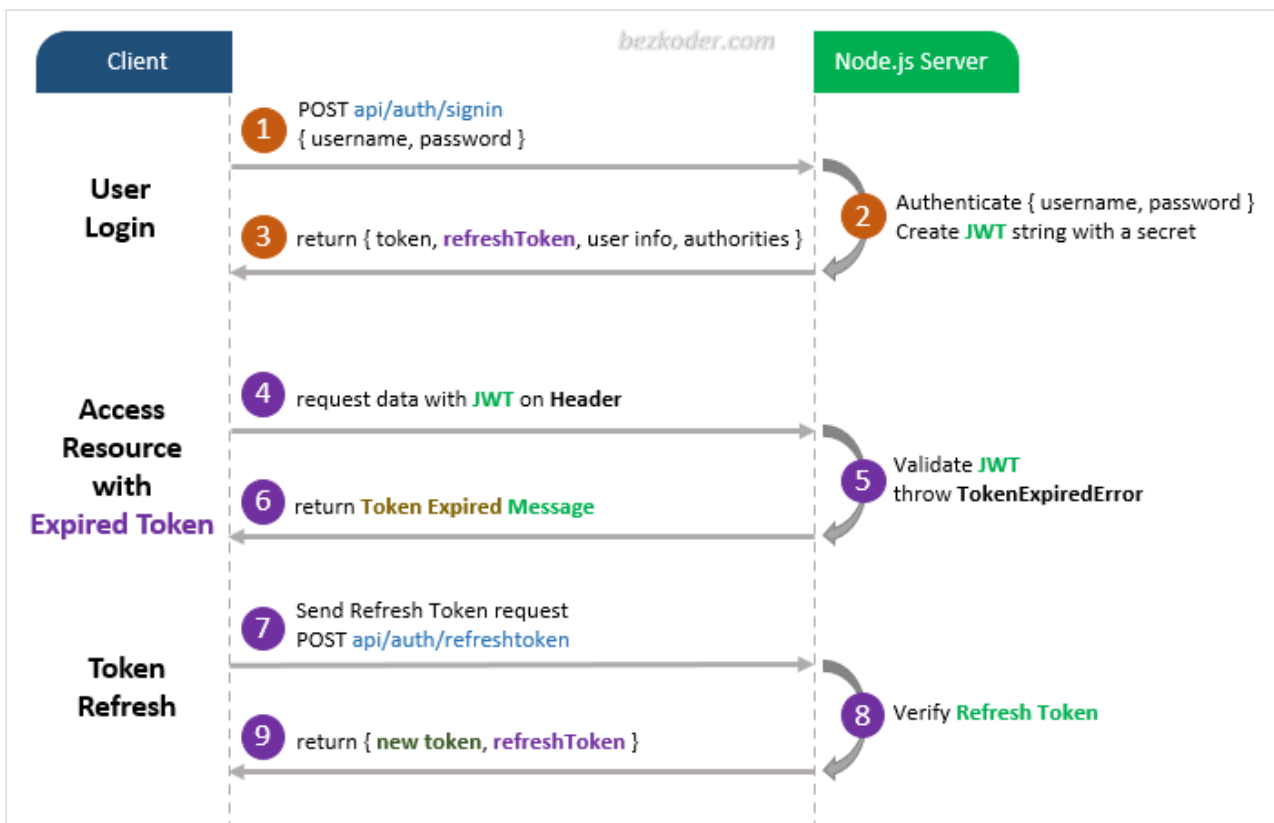 bezkoder.com
Client
Node.js Server
1
POST api/auth/signin
{ username, password }
User
Login
2
Authenticate { username, password }
Create JWT string with a secret
3
return { token, refreshToken, user info, authorities }
4
request data with JWT on Header
Access
Resource
with
Expired Token
5
Validate JWT
throw TokenExpiredError
6
return Token Expired Message
7
Send Refresh Token request
POST api/auth/refreshtoken
Token
Refresh
8
Verify Refresh Token
9
return { new token, refreshToken }